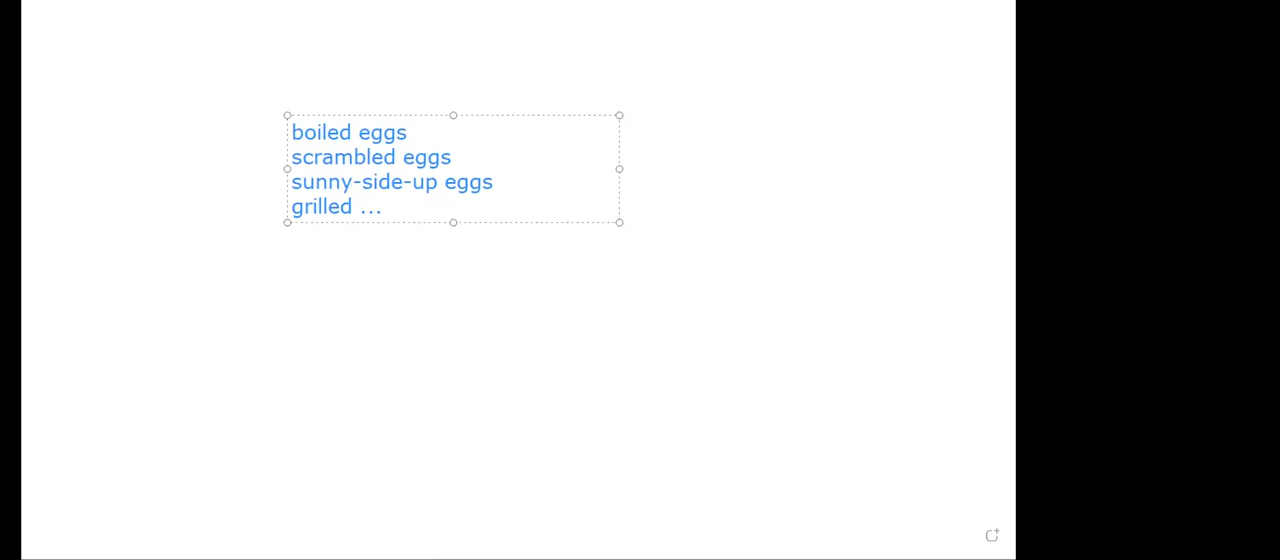 boiled eggs
scrambled eggs
sunny-side-up eggs
grilled ...